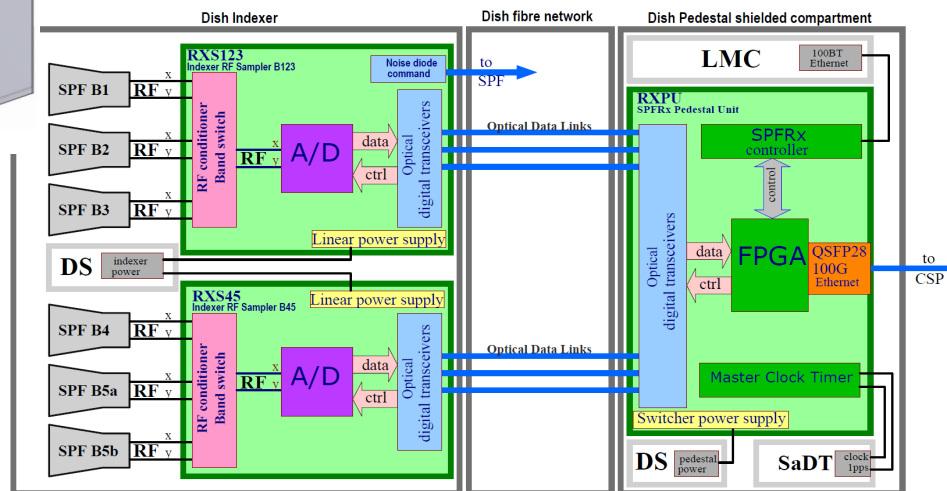 Dish Indexer
Dish fibre network
Dish Pedestal shielded compartment
RXS123
Indexer RF Sampler B123
Noise diode
command
to
SPF
SPF B1
RF
x
y
SPF B2
RF
x
y
SPF B3
RF
x
y
RF conditioner
Band switch
x
RF y
A/D
data
ctrl
Optical
digital transceivers
Linear power supply
Optical Data Links
DS
indexer
power
RXS45
Indexer RF Sampler B45
Linear power supply
SPF B4
RF
x
y
SPF B5a
RF
x
y
SPF B5b
RF
x
y
RF conditioner
Band switch
x
RF y
A/D
data
ctrl
Optical
digital transceivers
Optical Data Links
LMC
100BT
Ethernet
RXPU
SPFRx Pedestal Unit
SPFRx
controller
control
Optical
digital transceivers
data
ctrl
FPGA
QSFP28
100G
Ethernet
to
CSP
Master Clock Timer
Switcher power supply
DS
pedestal
power
SaDT
clock
1pps